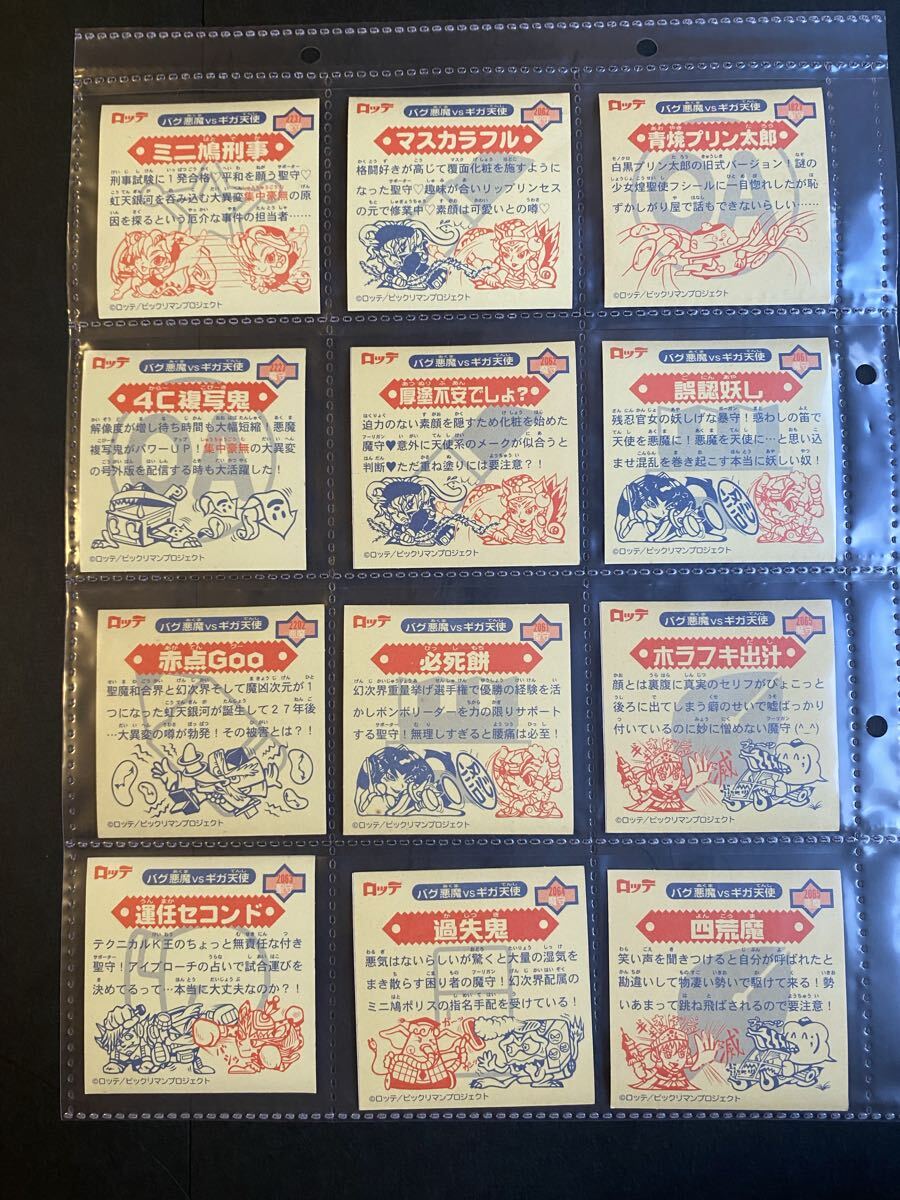 ロッテ
バグ悪魔vsギガ天使
ミニ鳩刑事
刑事試験に1発合格、平和を願う聖守♡
虹天銀河を呑み込む大異変集中豪無の原
因を探るという厄介な事件の担当者……
©ロッテ/ビックリマンプロジェクト
ロッテ
バグ悪魔vsギガ天使
2062
マスカラフル
格闘好きが高じて覆面化粧を施すように
なった聖守♡趣味が合いリップリンセス
の元で修業中♡素顔は可愛いとの噂♡
©ロッテ/ビックリマンプロジェクト
ロッテ
バグ悪魔vsギガ天使
青焼プリン太郎
白黒プリン太郎の旧式バージョン！謎の
少女煌聖使フシールに一目惚れしたが恥
ずかしがり屋で話もできないらしい……
©ロッテ/ビックリマンプロジェクト
ロッテ
バグ悪魔vsギガ天使
4C複写鬼
解像度が増し待ち時間も大幅短縮！悪魔
複写鬼がパワーUP！集中豪無の大異変
の号外版を配信する時も大活躍した！
©ロッテ/ビックリマンプロジェクト
ロッテ
バグ悪魔vsギガ天使
2062
厚塗不安でしょ?
迫力のない素顔を隠すため化粧を始めた
魔守♡意外に天使系のメークが似合うと
判断♡ただ重ね塗りには要注意？！
©ロッテ/ビックリマンプロジェクト
ロッテ
バグ悪魔vsギガ天使
2061
誤認妖し
残忍官女の妖しげな暴守！惑わしの笛で
天使を悪魔に！悪魔を天使に…と思い込
ませ混乱を巻き起こす本当に妖しい奴！
©ロッテ/ビックリマンプロジェクト
ロッテ
バグ悪魔vsギガ天使
2202
悪魔
赤点Goo
聖魔和合界と幻次界そして魔凶次元が1
つになった虹天銀河が誕生して27年後
…大異変の噂が勃発！その被害とは？！
©ロッテ/ビックリマンプロジェクト
ロッテ
バグ悪魔vsギガ天使
2061
必死餅
幻次界重量挙げ選手権で優勝の経験を活
かしボンボリーダーを力の限りサポート
する聖守！無理しすぎると腰痛は必至！
©ロッテ/ビックリマンプロジェクト
ロッテ
バグ悪魔vsギガ天使
2065
ホラフキ出汁
顔とは裏腹に真実のセリフがぴょこっと
後ろに出てしまう癖のせいで嘘ばっかり
付いているのに妙に憎めない魔守(^_^)
滅
©ロッテ/ビックリマンプロジェクト
ロッテ
バグ悪魔vsギガ天使
2063
運任セコンド
テクニカルK王のちょっと無責任な付き
聖守！アイブローチの占いで試合運びを
決めてるって…本当に大丈夫なのか？！
©ロッテ/ビックリマンプロジェクト
ロッテ
バグ悪魔vsギガ天使
2064
魔守
過失鬼
悪気はないらしいが驚くと大量の湿気を
まき散らす困り者の魔守！幻次界配属の
ミニ鳩ポリスの指名手配を受けている！
©ロッテ/ビックリマンプロジェクト
ロッテ
バグ悪魔vsギガ天使
2065
四荒魔
笑い声を聞きつけると自分が呼ばれたと
勘違いして物凄い勢いで駆けて来る！勢
いあまって跳ね飛ばされるので要注意！
滅
©ロッテ/ビックリマンプロジェクト